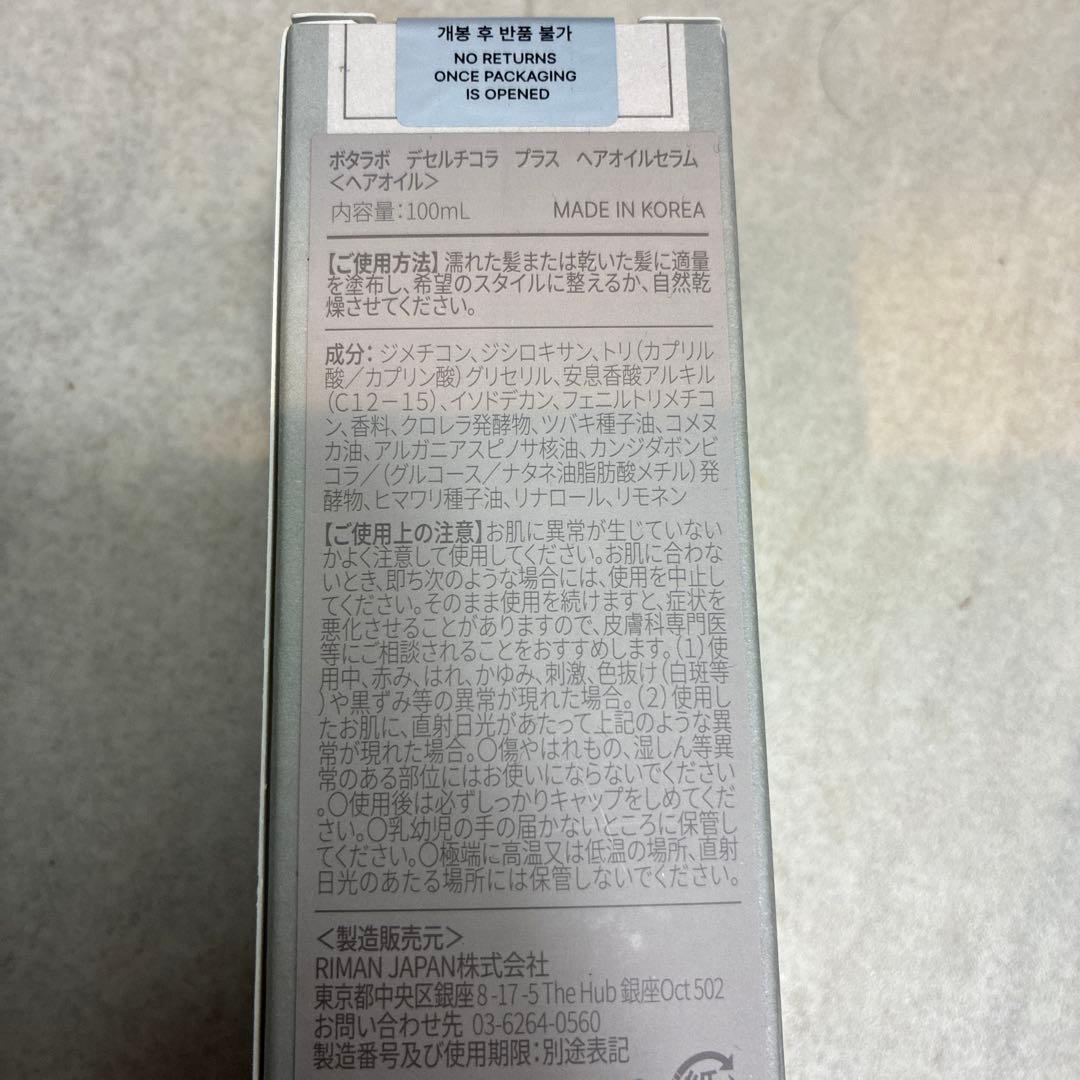 개봉 후 반품 불가
NO RETURNS
ONCE PACKAGING
IS OPENED
ボタラボ デセルチコラ プラス ヘアオイルセラム
＜ヘアオイル＞
内容量：100mL MADE IN KOREA
【ご使用方法】濡れた髪または乾いた髪に適量
を塗布し、希望のスタイルに整えるか、自然乾
燥させてください。
成分：ジメチコン、ジシロキサン、トリ（カプリル
酸／カプリン酸）グリセリル、安息香酸アルキル
（C12－15）、イソドデカン、フェニルトリメチコ
ン、香料、クロレラ発酵物、ツバキ種子油、コメヌ
カ油、アルガニアスピノサ核油、カンジダボンビ
コラ／（グルコース／ナタネ油脂肪酸メチル）発
酵物、ヒマワリ種子油、リナロール、リモネン
【ご使用上の注意】お肌に異常が生じていない
かよく注意して使用してください。お肌に合わな
いとき、即ち次のような場合には、使用を中止し
てください。そのまま使用を続けますと、症状を
悪化させることがありますので、皮膚科専門医
等にご相談されることをおすすめします。（1）使
用中、赤み、はれ、かゆみ、刺激、色抜け（白斑等
）や黒ずみ等の異常が現れた場合。（2）使用し
たお肌に、直射日光があたって上記のような異
常が現れた場合。〇傷やはれもの、湿しん等異
常のある部位にはお使いにならないでください
。〇使用後は必ずしっかりキャップをしめてくだ
さい。〇乳幼児の手の届かないところに保管し
てください。〇極端に高温又は低温の場所、直射
日光のあたる場所には保管しないでください。
＜製造販売元＞
RIMAN JAPAN株式会社
東京都中央区銀座8-17-5 The Hub 銀座Oct 502
お問い合わせ先 03-6264-0560
製造番号及び使用期限：別途表記